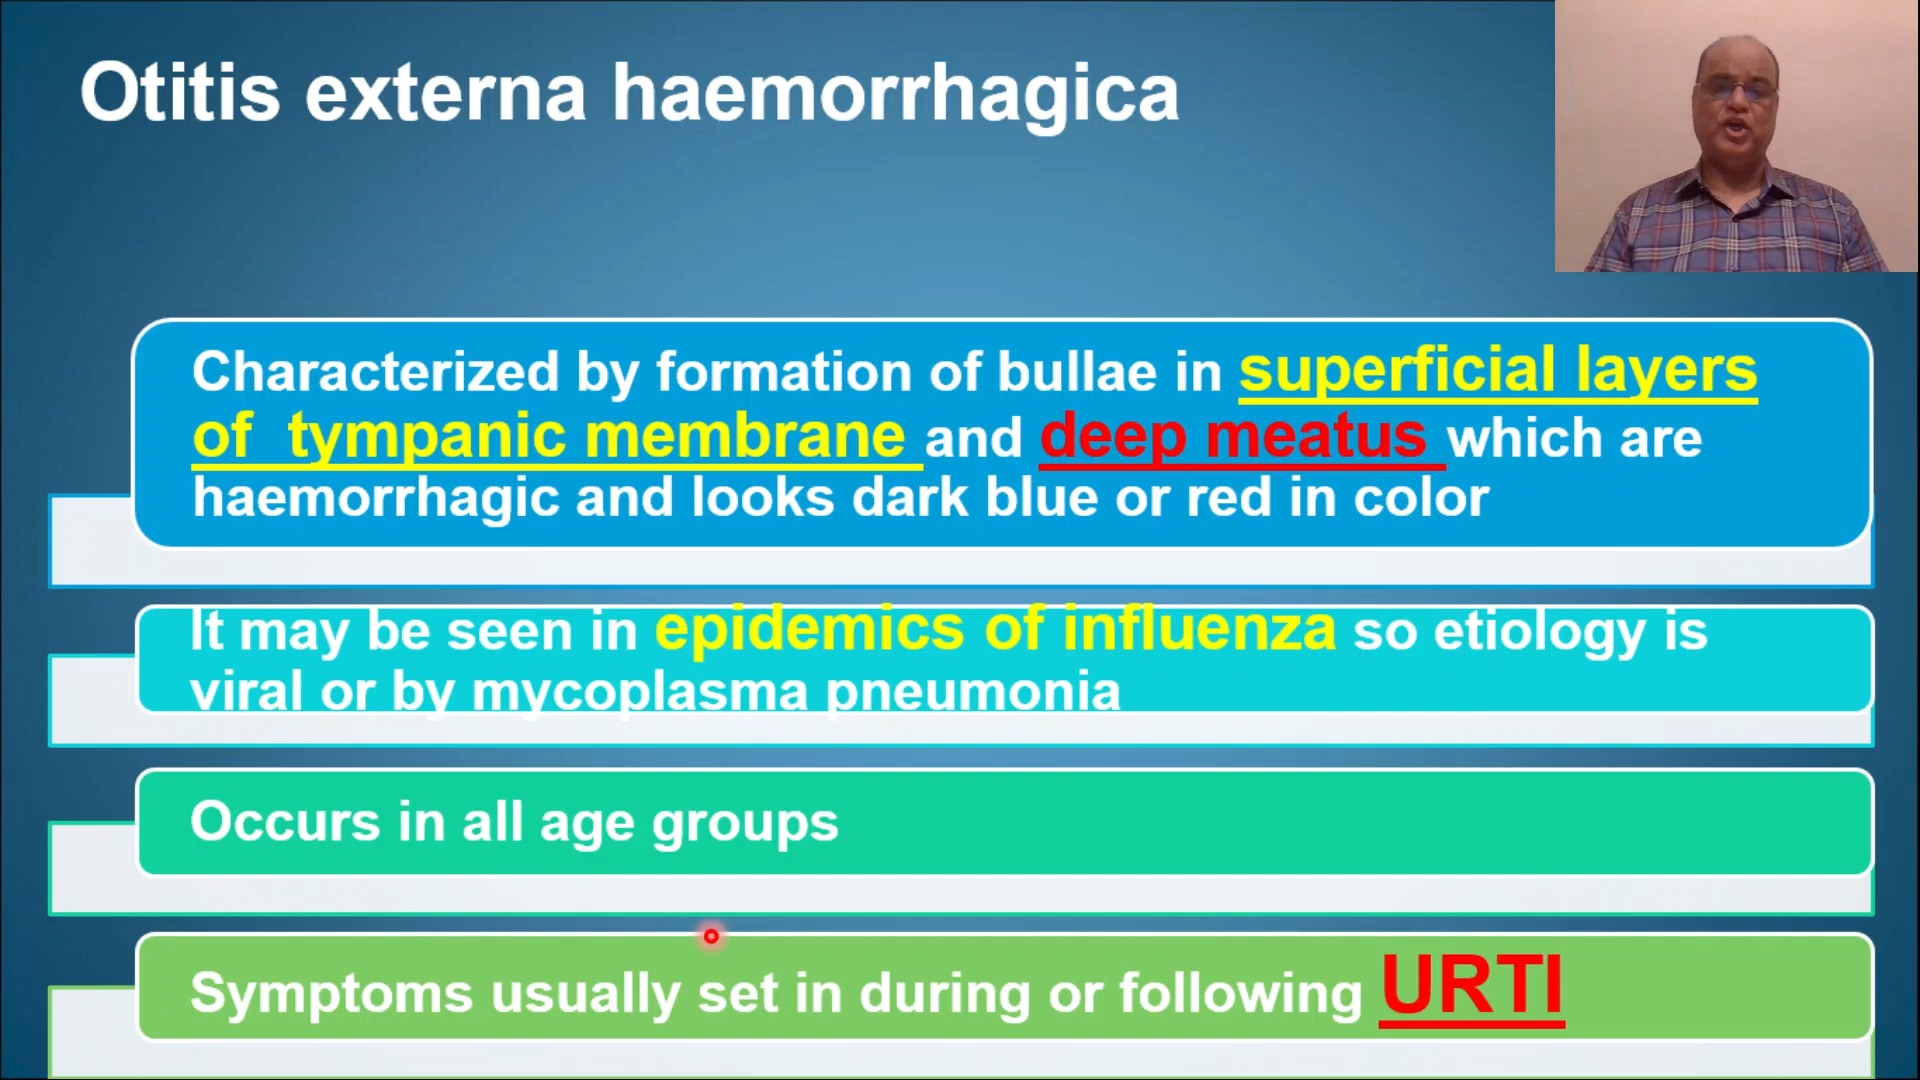 Otitis externa haemorrhagica
Characterized by formation of bullae in superficial layers
of tympanic membrane and deep meatus which are
haemorrhagic and looks dark blue or red in color
It may be seen in epidemics of influenza so etiology is
viral or by mycoplasma pneumonia
Occurs in all age groups
Symptoms usually set in during or following URTI